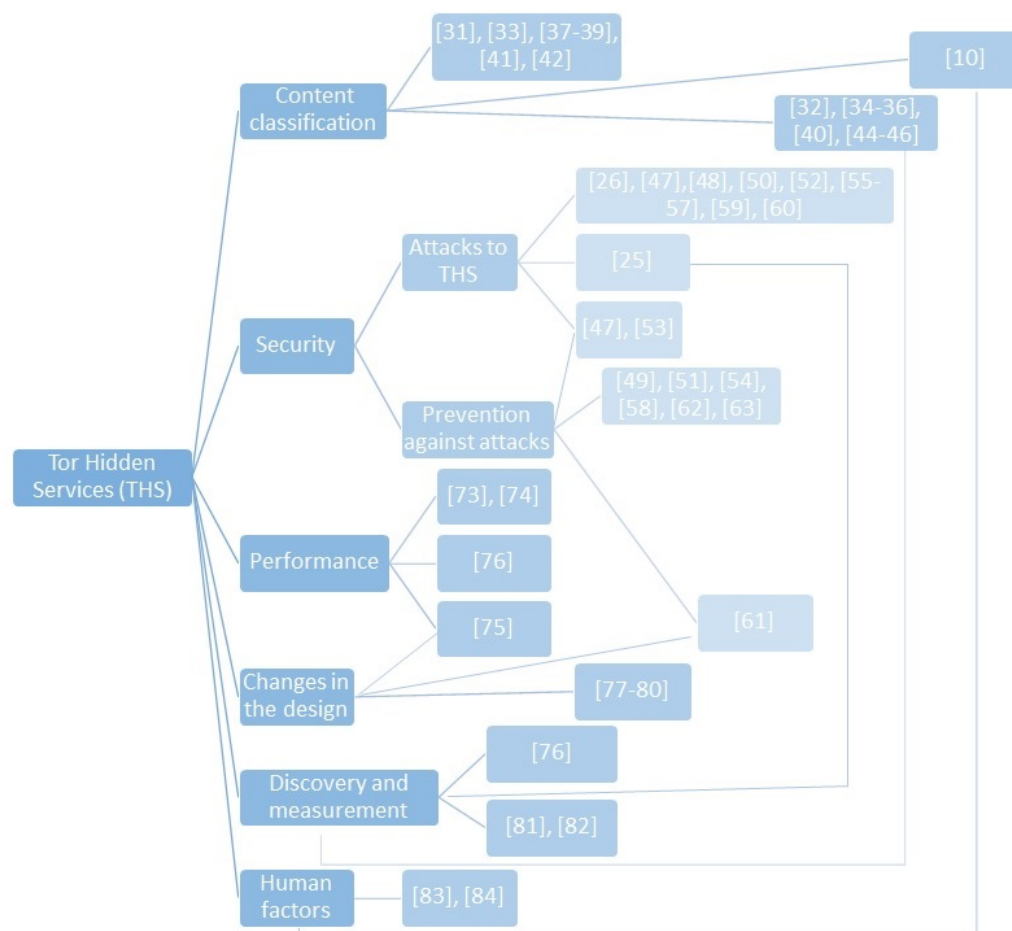 [31], [33], [37-39],
[41], [42]
[10]
Content
classification
[32], [34-36],
[40], [44-46]
[26], [47],[48], [50], [52], [55-
57], [59], [60]
Attacks to
THS
[25]
[47], [53]
Security
[49], [51], [54],
[58], [62], [63]
Prevention
against attacks
Tor Hidden
Services (THS)
[73], [74]
Performance
[76]
[75]
[61]
Changes in
the design
[77-80]
[76]
Discovery and
measurement
[81], [82]
Human
factors
[83], [84]